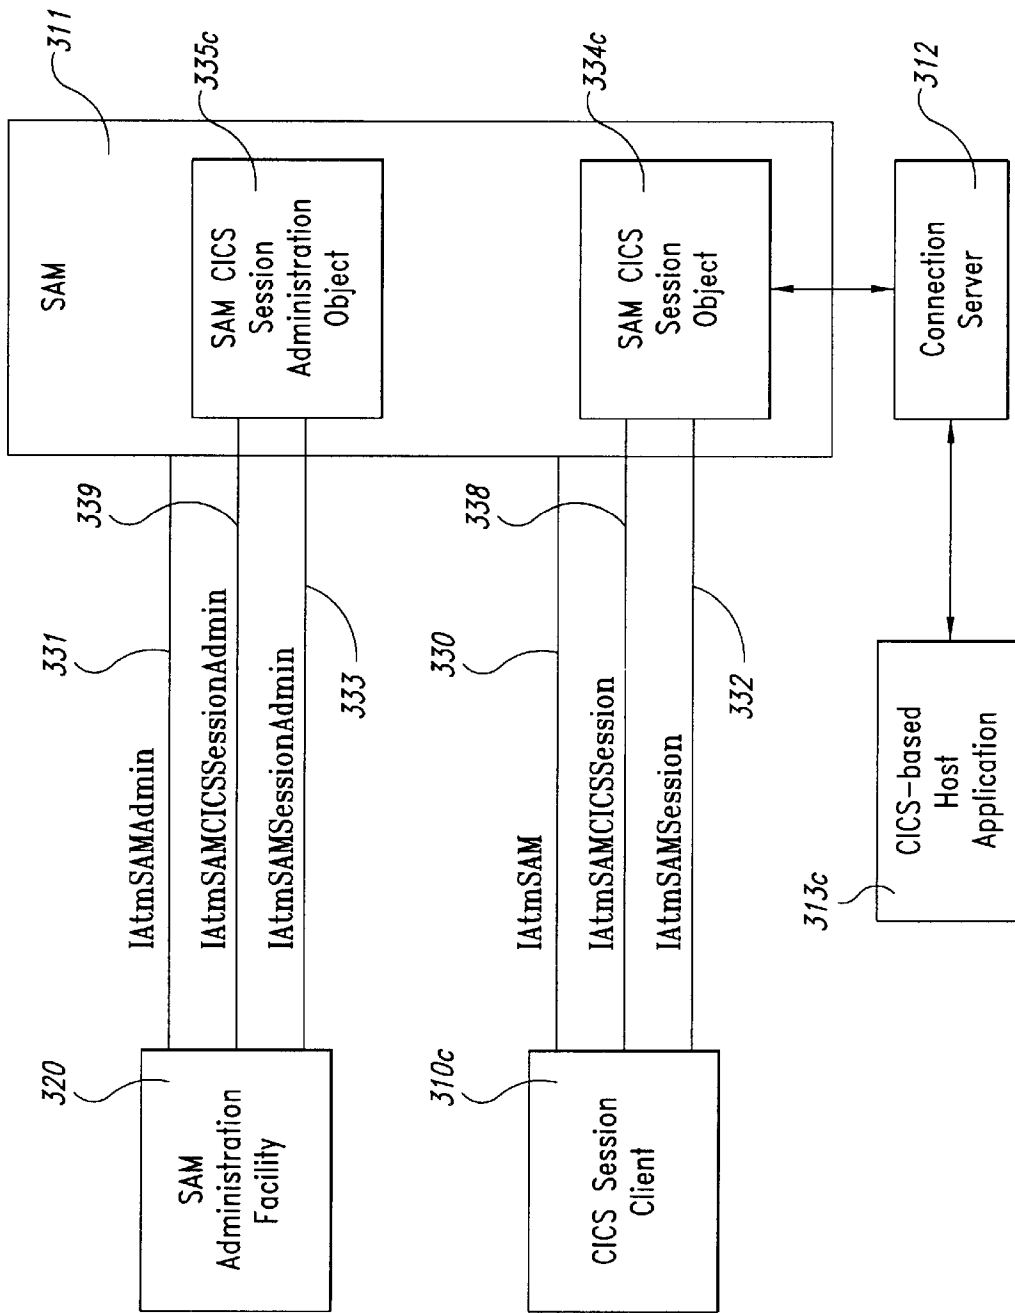 SAM
311
SAM CICS
Session
Administration
Object
335c
SAM CICS
Session
Object
334c
IAtmSAMAdmin
331
IAtmSAMCICSSessionAdmin
339
IAtmSAMSessionAdmin
333
IAtmSAM
330
IAtmSAMCICSSession
338
IAtmSAMSession
332
320
SAM
Administration
Facility
310c
CICS Session
Client
313c
CICS-based
Host
Application
Connection
Server
312